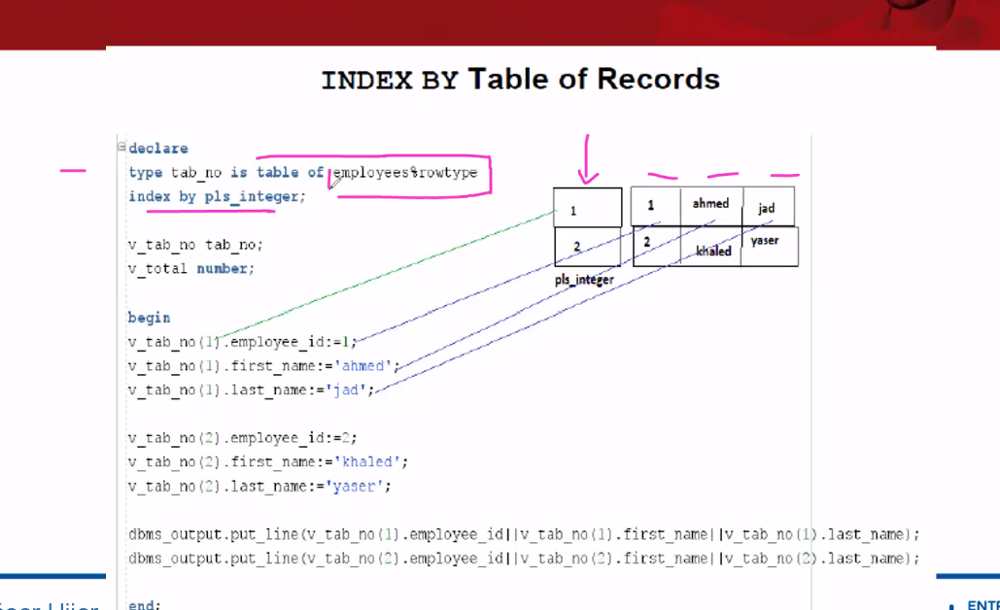 INDEX BY Table of Records
declare
type tab_no is table of employees%rowtype
index by pls_integer;
v_tab_no tab_no;
v_total number;
begin
v_tab_no(1).employee_id:=1;
v_tab_no(1).first_name:='ahmed';
v_tab_no(1).last_name:='jad';
v_tab_no(2).employee_id:=2;
v_tab_no(2).first_name:='khaled';
v_tab_no(2).last_name:='yaser';
dbms_output.put_line(v_tab_no(1).employee_id||v_tab_no(1).first_name||v_tab_no(1).last_name);
dbms_output.put_line(v_tab_no(2).employee_id||v_tab_no(2).first_name||v_tab_no(2).last_name);
end;
1 1 ahmed jad
2 2 khaled yaser
pls_integer
ENTE